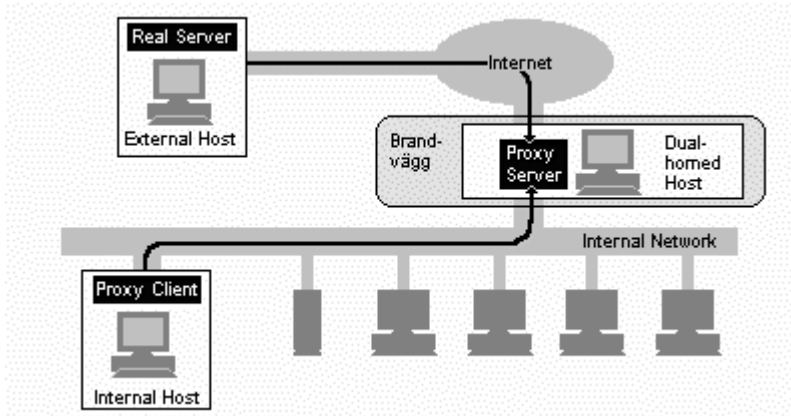 Real Server
External Host
Internet
Brand-
vägg
Proxy
Server
Dual-
homed
Host
Internal Network
Proxy Client
Internal Host